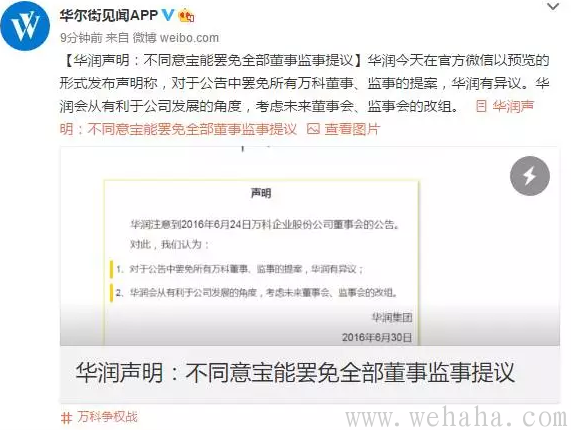 华尔街见闻APP
9分钟前 来自 微博 weibo.com
【华润声明：不同意宝能罢免全部董事监事提议】华润今天在官方微信以预览的
形式发布声明称，对于公告中罢免所有万科董事、监事的提案，华润有异议。华
润会从有利于公司发展的角度，考虑未来董事会、监事会的改组。 华润声
明：不同意宝能罢免全部董事监事提议 查看图片
声明
华润注意到2016年6月24日万科企业股份公司董事会的公告。
对此，我们认为：
1、对于公告中罢免所有万科董事、监事的提案，华润有异议；
2、华润会从有利于公司发展的角度，考虑未来董事会、监事会的改组。
华润集团
2016年6月30日
华润声明：不同意宝能罢免全部董事监事提议
# 万科争权战
www.wehaha.com